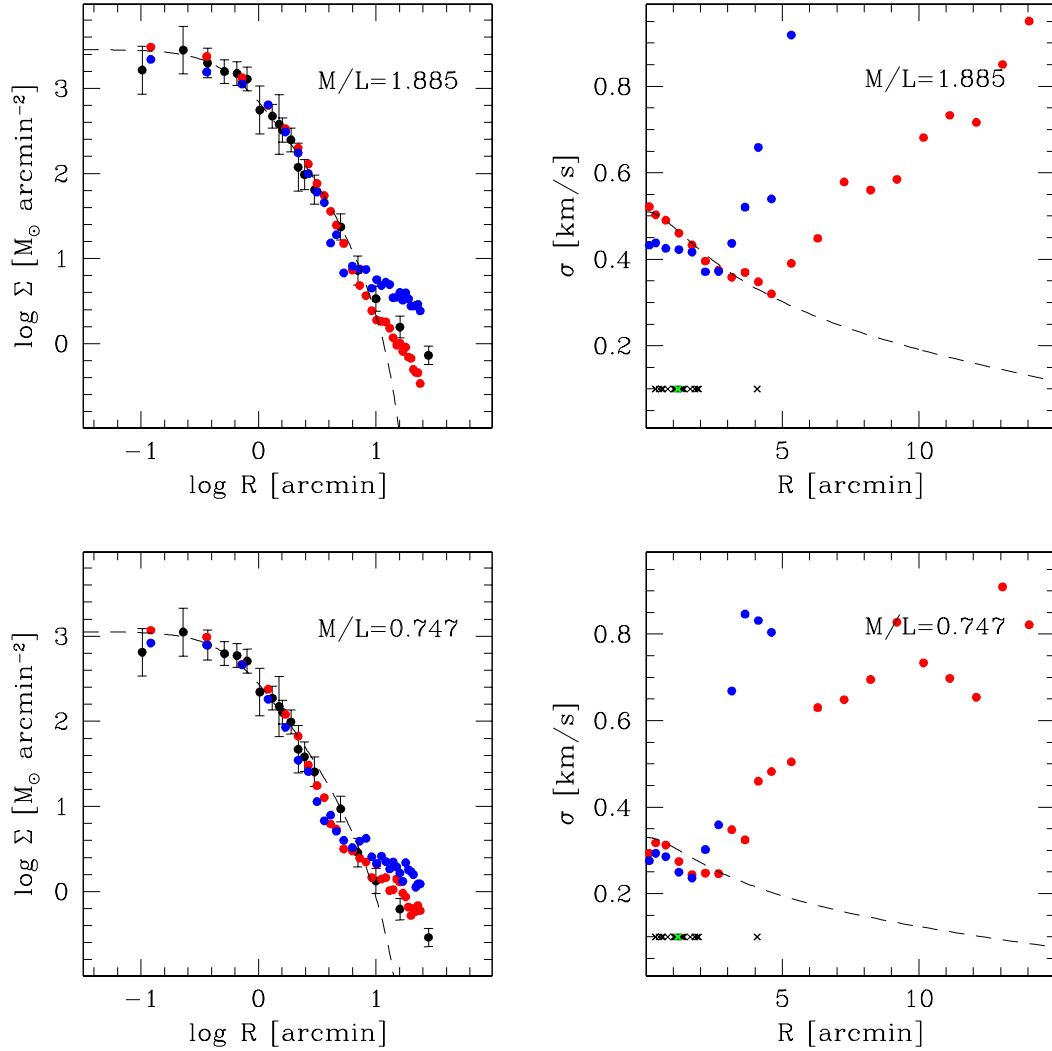 3
2
1
0
log Σ [M⊙ arcmin⁻²]
M/L=1.885
−1
0
1
log R [arcmin]
0.8
0.6
0.4
0.2
σ [km/s]
M/L=1.885
5
10
R [arcmin]
3
2
1
0
log Σ [M⊙ arcmin⁻²]
M/L=0.747
−1
0
1
log R [arcmin]
0.8
0.6
0.4
0.2
σ [km/s]
M/L=0.747
5
10
R [arcmin]